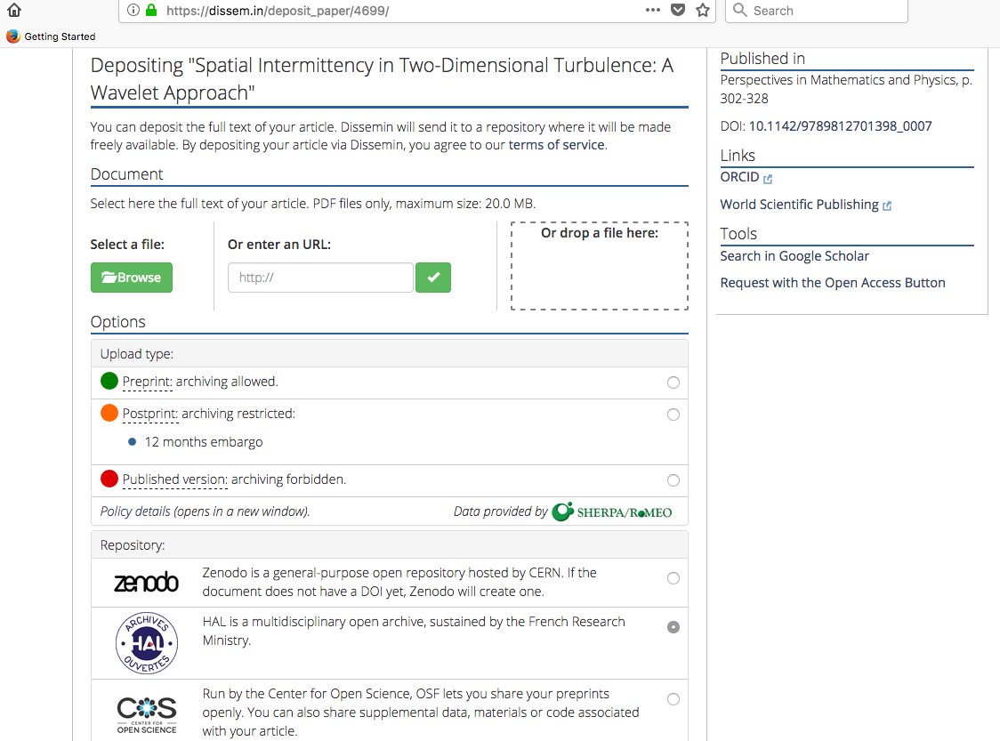 https://dissem.in/deposit_paper/4699/
Search
Getting Started
Depositing "Spatial Intermittency in Two-Dimensional Turbulence: A
Wavelet Approach"
You can deposit the full text of your article. Dissemin will send it to a repository where it will be made
freely available. By depositing your article via Dissemin, you agree to our terms of service.
Document
Select here the full text of your article. PDF files only, maximum size: 20.0 MB.
Select a file:
Browse
Or enter an URL:
http://
Or drop a file here:
Options
Upload type:
Preprint: archiving allowed.
Postprint: archiving restricted:
12 months embargo
Published version: archiving forbidden.
Policy details (opens in a new window).
Data provided by SHERPA/RoMEO
Repository:
zenodo
Zenodo is a general-purpose open repository hosted by CERN. If the
document does not have a DOI yet, Zenodo will create one.
ARCHIVES
HAL
OUVERTES
HAL is a multidisciplinary open archive, sustained by the French Research
Ministry.
COS
CENTER FOR
OPEN SCIENCE
Run by the Center for Open Science, OSF lets you share your preprints
openly. You can also share supplemental data, materials or code associated
with your article.
Published in
Perspectives in Mathematics and Physics, p.
302-328
DOI: 10.1142/9789812701398_0007
Links
ORCID
World Scientific Publishing
Tools
Search in Google Scholar
Request with the Open Access Button